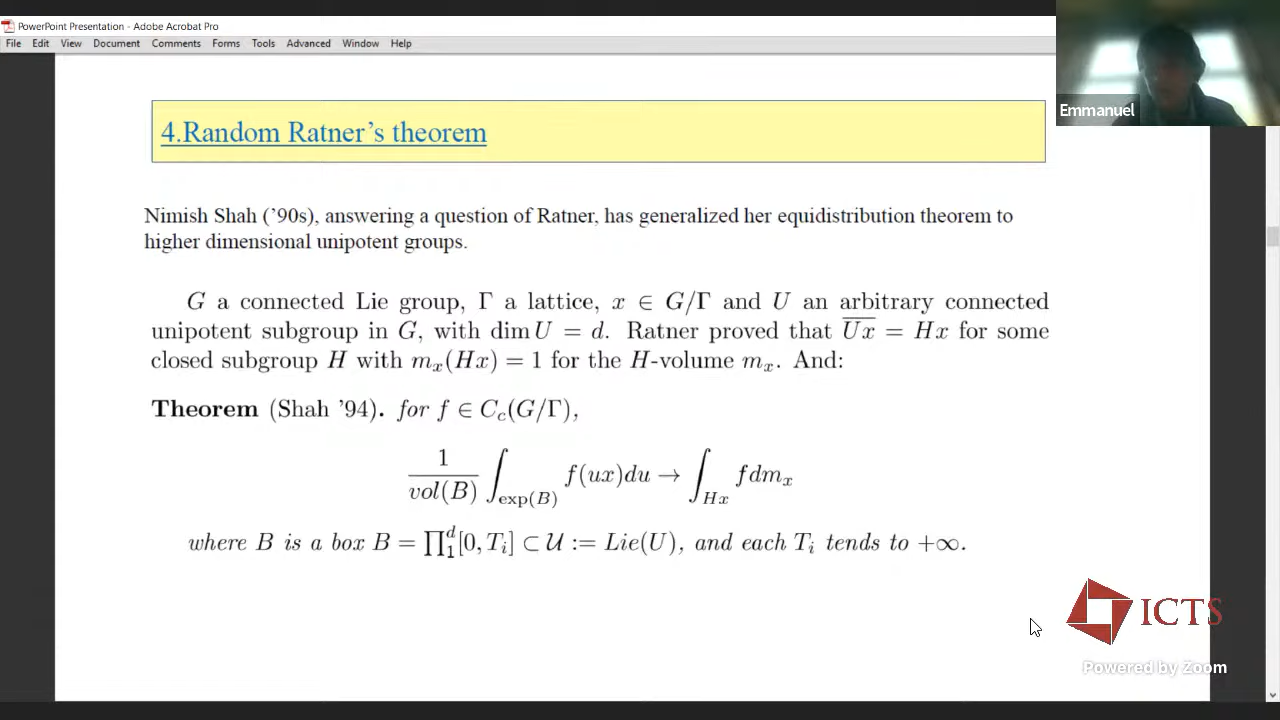 PowerPoint Presentation - Adobe Acrobat Pro
File Edit View Document Comments Forms Tools Advanced Window Help
Emmanuel
4.Random Ratner's theorem
Nimish Shah ('90s), answering a question of Ratner, has generalized her equidistribution theorem to
higher dimensional unipotent groups.
G a connected Lie group, Γ a lattice, x ∈ G/Γ and U an arbitrary connected
unipotent subgroup in G, with dim U = d. Ratner proved that \overline{Ux} = Hx for some
closed subgroup H with m_x(Hx) = 1 for the H-volume m_x. And:
Theorem (Shah '94). for f ∈ C_c(G/Γ),
\frac{1}{vol(B)} ∫_{exp(B)} f(ux)du → ∫_{Hx} f dm_x
where B is a box B = ∏_1^d [0, T_i] ⊂ 𝒰 := Lie(U), and each T_i tends to +∞.
ICTS
Powered by Zoom